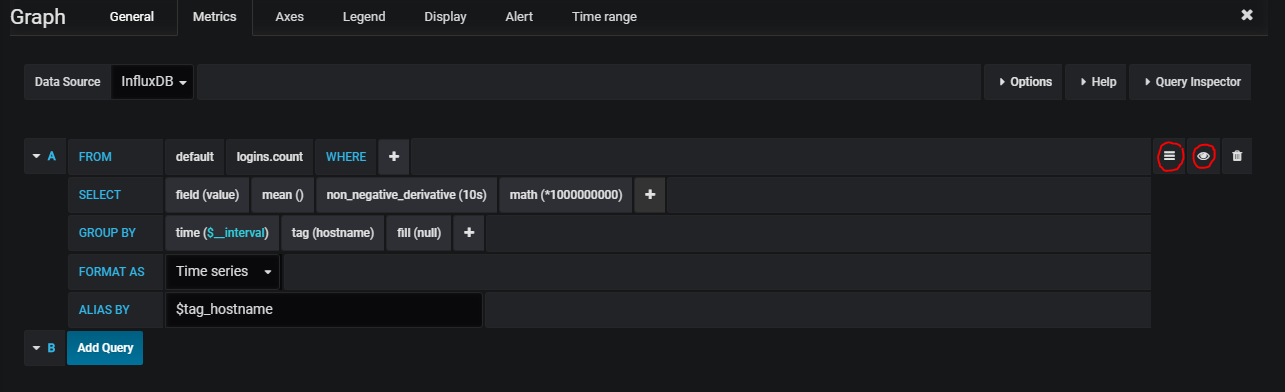 Graph General Metrics Axes Legend Display Alert Time range
Data Source InfluxDB Options Help Query Inspector
A FROM default logins.count WHERE
SELECT field (value) mean () non_negative_derivative (10s) math (*1000000000)
GROUP BY time ($__interval) tag (hostname) fill (null)
FORMAT AS Time series
ALIAS BY $tag_hostname
B Add Query